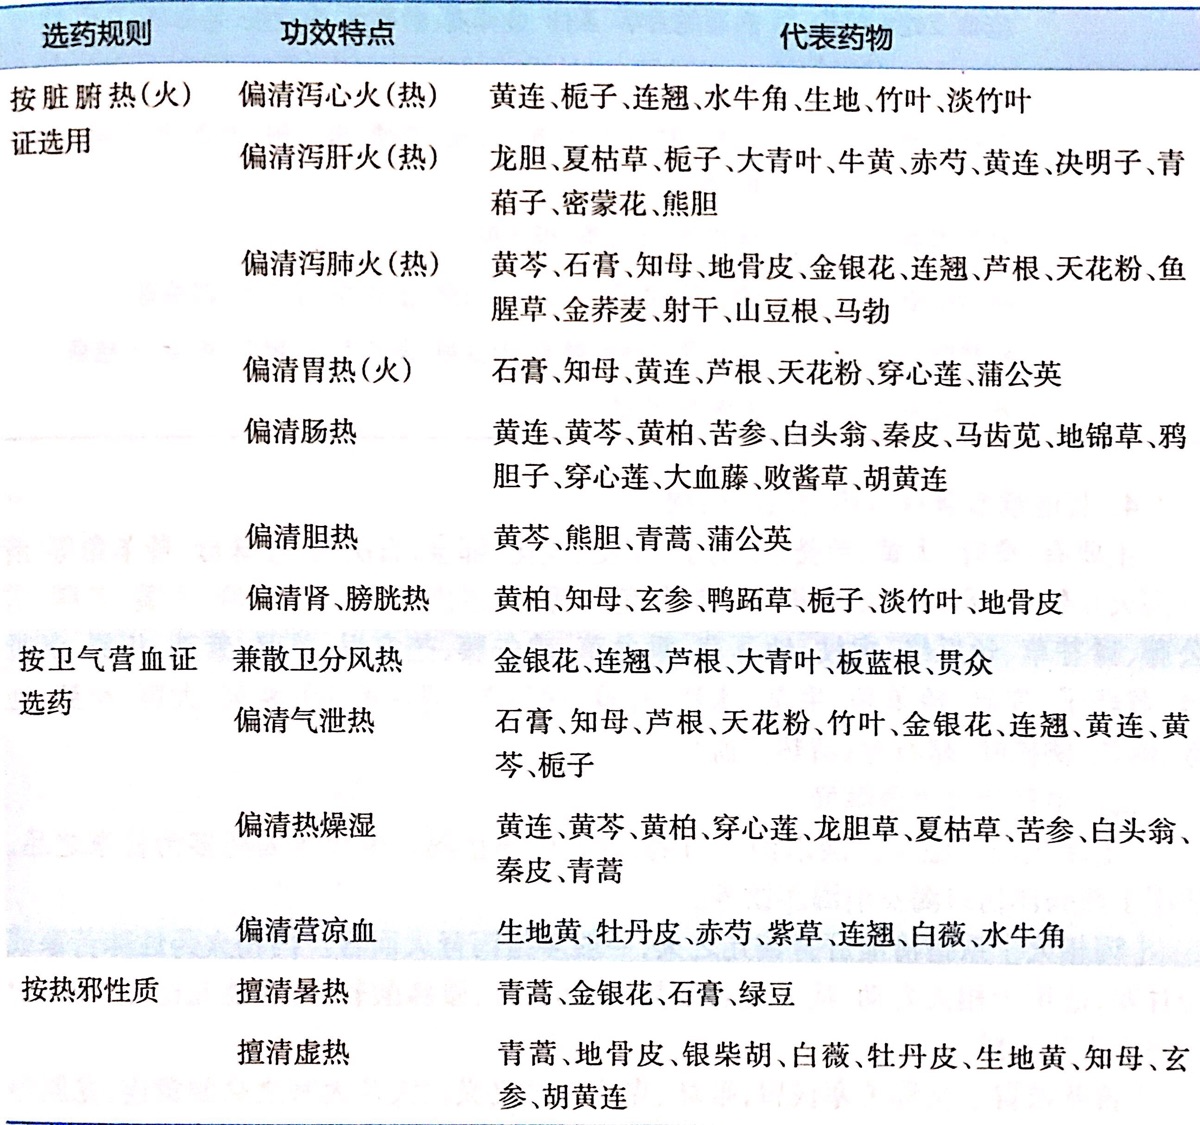 选药规则 功效特点 代表药物
按脏腑热(火) 偏清泻心火(热) 黄连、栀子、连翘、水牛角、生地、竹叶、淡竹叶
证选用
偏清泻肝火(热) 龙胆、夏枯草、栀子、大青叶、牛黄、赤芍、黄连、决明子、青
葙子、密蒙花、熊胆
偏清泻肺火(热) 黄芩、石膏、知母、地骨皮、金银花、连翘、芦根、天花粉、鱼
腥草、金荞麦、射干、山豆根、马勃
偏清胃热(火) 石膏、知母、黄连、芦根、天花粉、穿心莲、蒲公英
偏清肠热 黄连、黄芩、黄柏、苦参、白头翁、秦皮、马齿苋、地锦草、鸦
胆子、穿心莲、大血藤、败酱草、胡黄连
偏清胆热 黄芩、熊胆、青蒿、蒲公英
偏清肾、膀胱热 黄柏、知母、玄参、鸭跖草、栀子、淡竹叶、地骨皮
按卫气营血证 兼散卫分风热 金银花、连翘、芦根、大青叶、板蓝根、贯众
选药
偏清气泄热 石膏、知母、芦根、天花粉、竹叶、金银花、连翘、黄连、黄
芩、栀子
偏清热燥湿 黄连、黄芩、黄柏、穿心莲、龙胆草、夏枯草、苦参、白头翁、
秦皮、青蒿
偏清营凉血 生地黄、牡丹皮、赤芍、紫草、连翘、白薇、水牛角
按热邪性质 擅清暑热 青蒿、金银花、石膏、绿豆
擅清虚热 青蒿、地骨皮、银柴胡、白薇、牡丹皮、生地黄、知母、玄
参、胡黄连